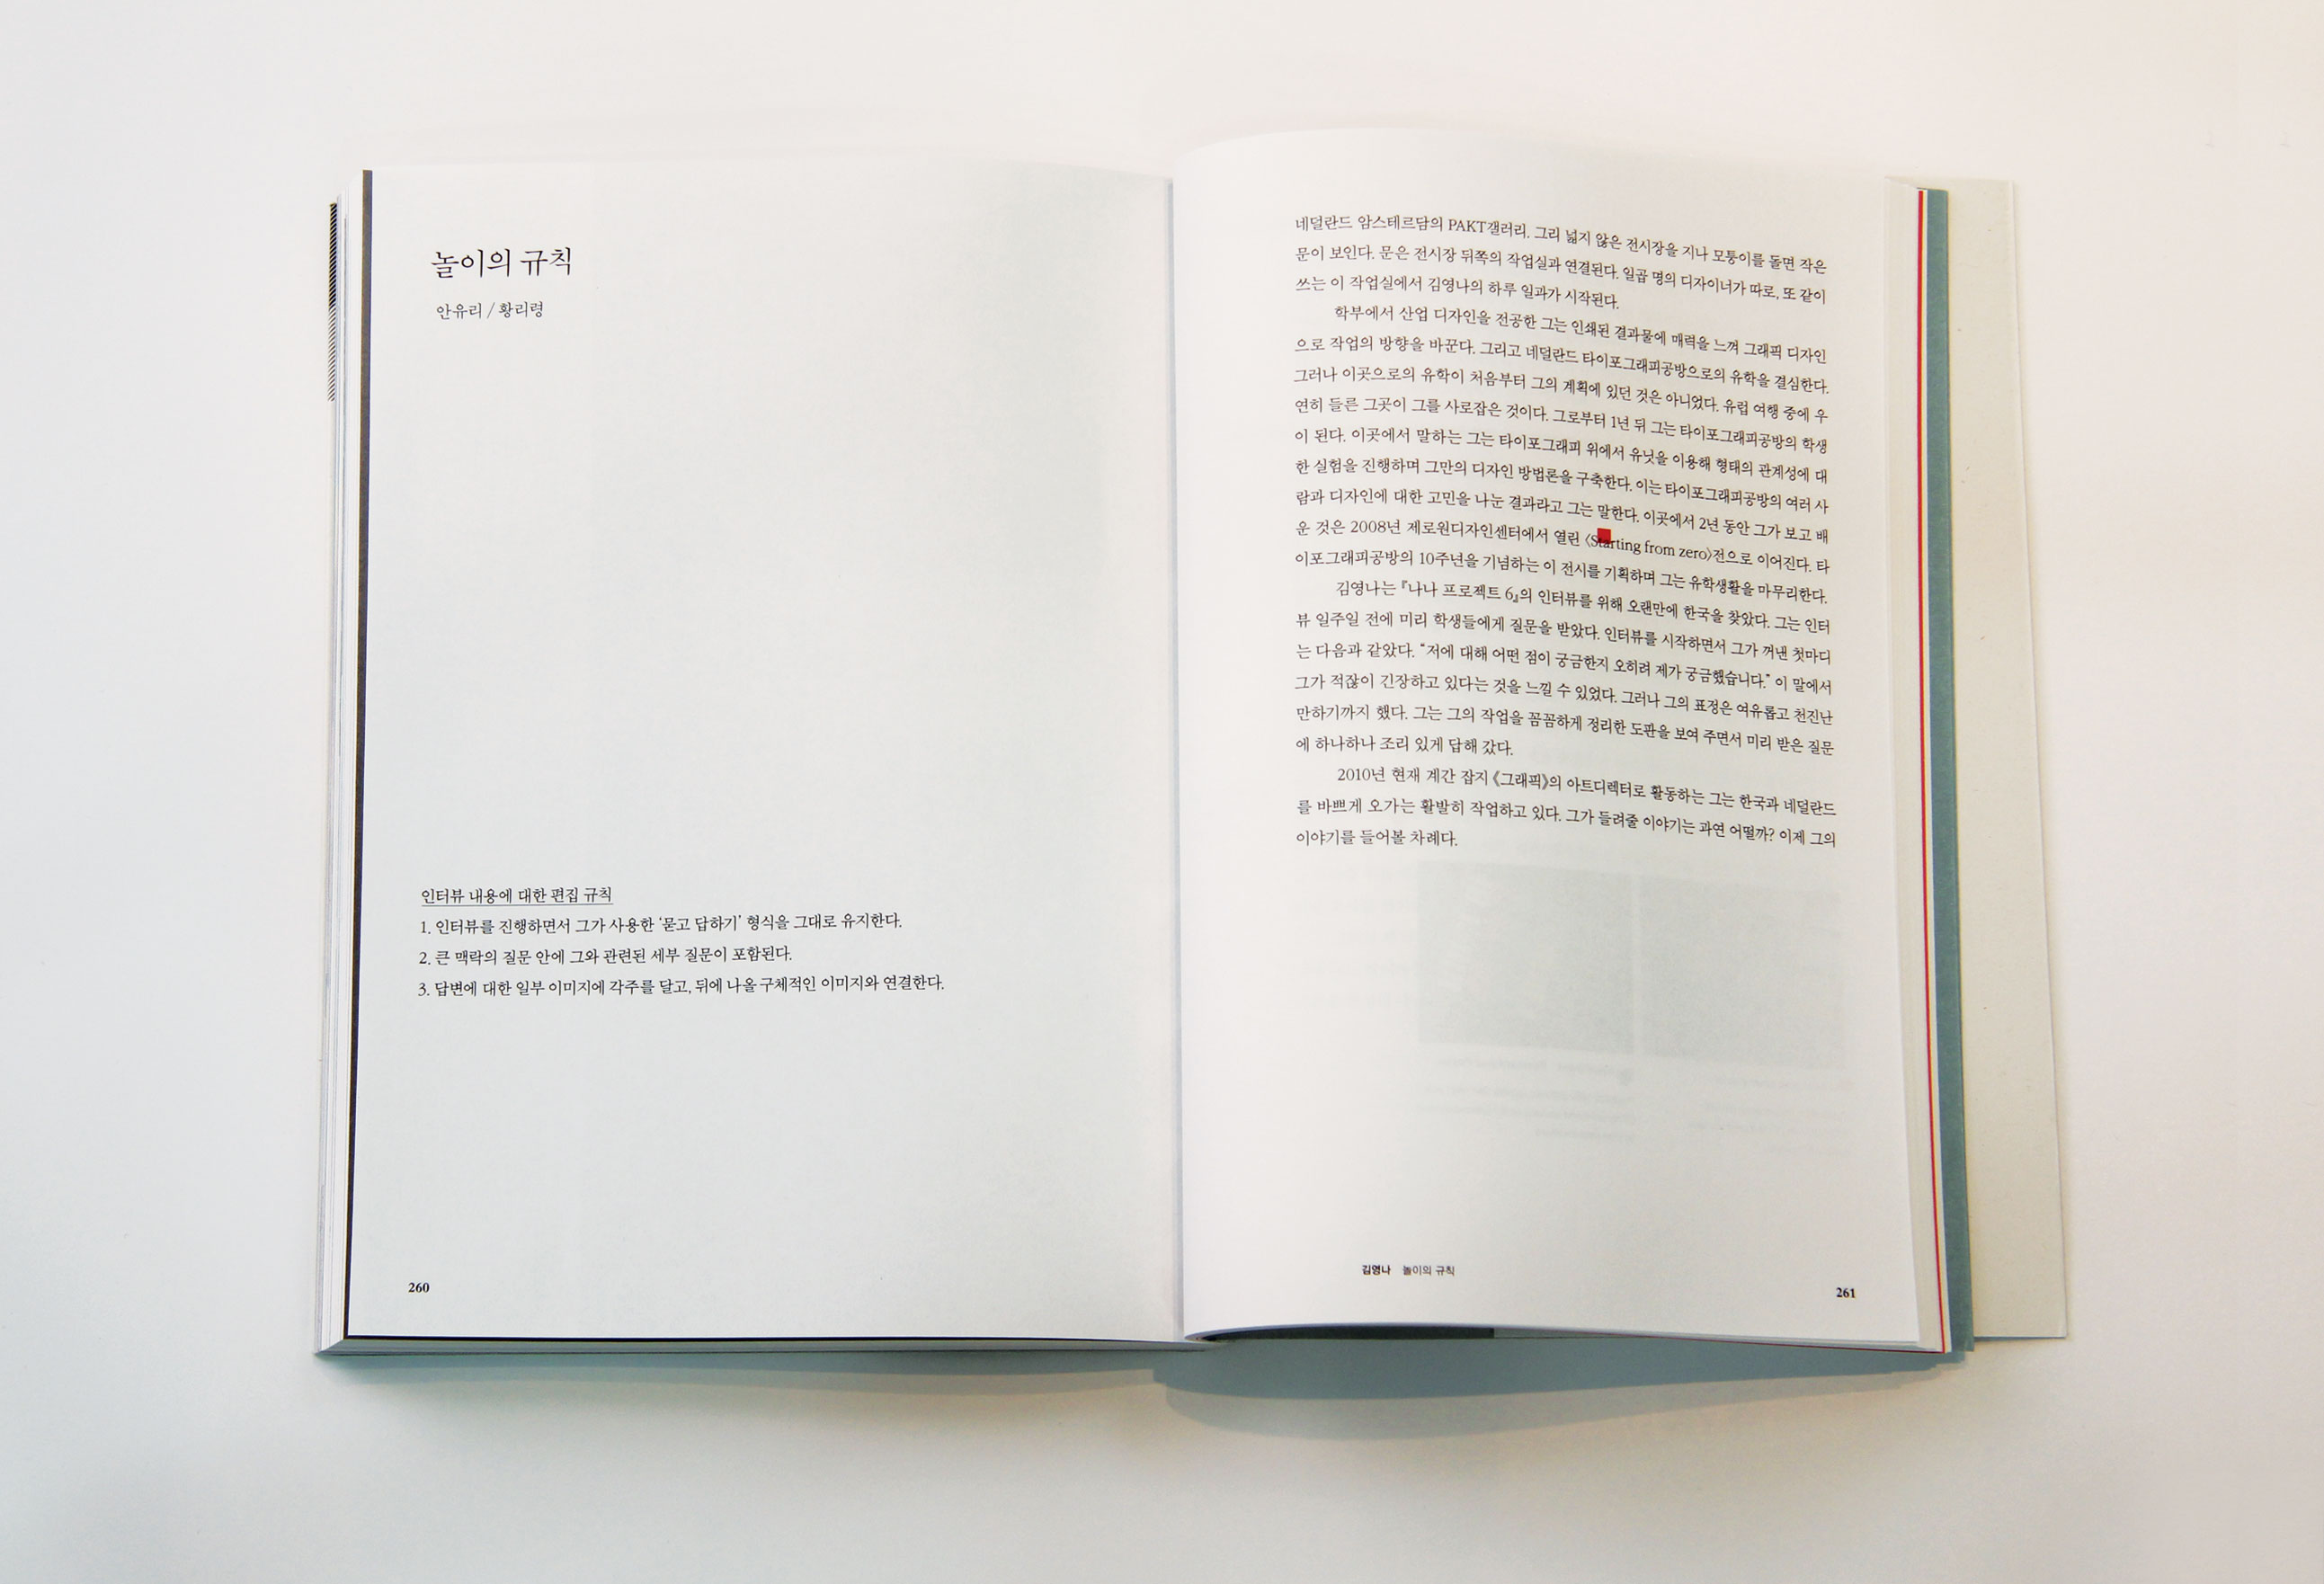 놀이의 규칙
안유리 / 황리령
인터뷰 내용에 대한 편집 규칙
1. 인터뷰를 진행하면서 그가 사용한 ‘묻고 답하기’ 형식을 그대로 유지한다.
2. 큰 맥락의 질문 안에 그와 관련된 세부 질문이 포함된다.
3. 답변에 대한 일부 이미지에 각주를 달고, 뒤에 나올 구체적인 이미지와 연결한다.
260
네덜란드 암스테르담의 PAKT갤러리. 그리 넓지 않은 전시장을 지나 모퉁이를 돌면 작은
문이 보인다. 문은 전시장 뒤쪽의 작업실과 연결된다. 일곱 명의 디자이너가 따로, 또 같이
쓰는 이 작업실에서 김영나의 하루 일과가 시작된다.
학부에서 산업 디자인을 전공한 그는 인쇄된 결과물에 매력을 느껴 그래픽 디자인
으로 작업의 방향을 바꾼다. 그리고 네덜란드 타이포그래피공방으로의 유학을 결심한다.
그러나 이곳으로의 유학이 처음부터 그의 계획에 있던 것은 아니었다. 유럽 여행 중에 우
연히 들른 그곳이 그를 사로잡은 것이다. 그로부터 1년 뒤 그는 타이포그래피공방의 학생
이 된다. 이곳에서 말하는 그는 타이포그래피 위에서 유닛을 이용해 형태의 관계성에 대
한 실험을 진행하며 그만의 디자인 방법론을 구축한다. 이는 타이포그래피공방의 여러 사
람과 디자인에 대한 고민을 나눈 결과라고 그는 말한다. 이곳에서 2년 동안 그가 보고 배
운 것은 2008년 제로원디자인센터에서 열린 〈Starting from zero〉전으로 이어진다. 타
이포그래피공방의 10주년을 기념하는 이 전시를 기획하며 그는 유학생활을 마무리한다.
김영나는 『나나 프로젝트 6』의 인터뷰를 위해 오랜만에 한국을 찾았다. 그는 인터
뷰 일주일 전에 미리 학생들에게 질문을 받았다. 인터뷰를 시작하면서 그가 꺼낸 첫마디
는 다음과 같았다. “저에 대해 어떤 점이 궁금한지 오히려 제가 궁금했습니다.” 이 말에서
그가 적잖이 긴장하고 있다는 것을 느낄 수 있었다. 그러나 그의 표정은 여유롭고 천진난
만하기까지 했다. 그는 그의 작업을 꼼꼼하게 정리한 도판을 보여 주면서 미리 받은 질문
에 하나하나 조리 있게 답해 갔다.
2010년 현재 계간 잡지 《그래픽》의 아트디렉터로 활동하는 그는 한국과 네덜란드
를 바쁘게 오가는 활발히 작업하고 있다. 그가 들려줄 이야기는 과연 어떨까? 이제 그의
이야기를 들어볼 차례다.
김영나 놀이의 규칙
261